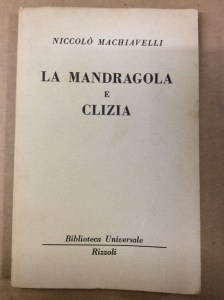 NICCOLÒ MACHIAVELLI
LA MANDRAGOLA
E
CLIZIA
Biblioteca Universale
Rizzoli